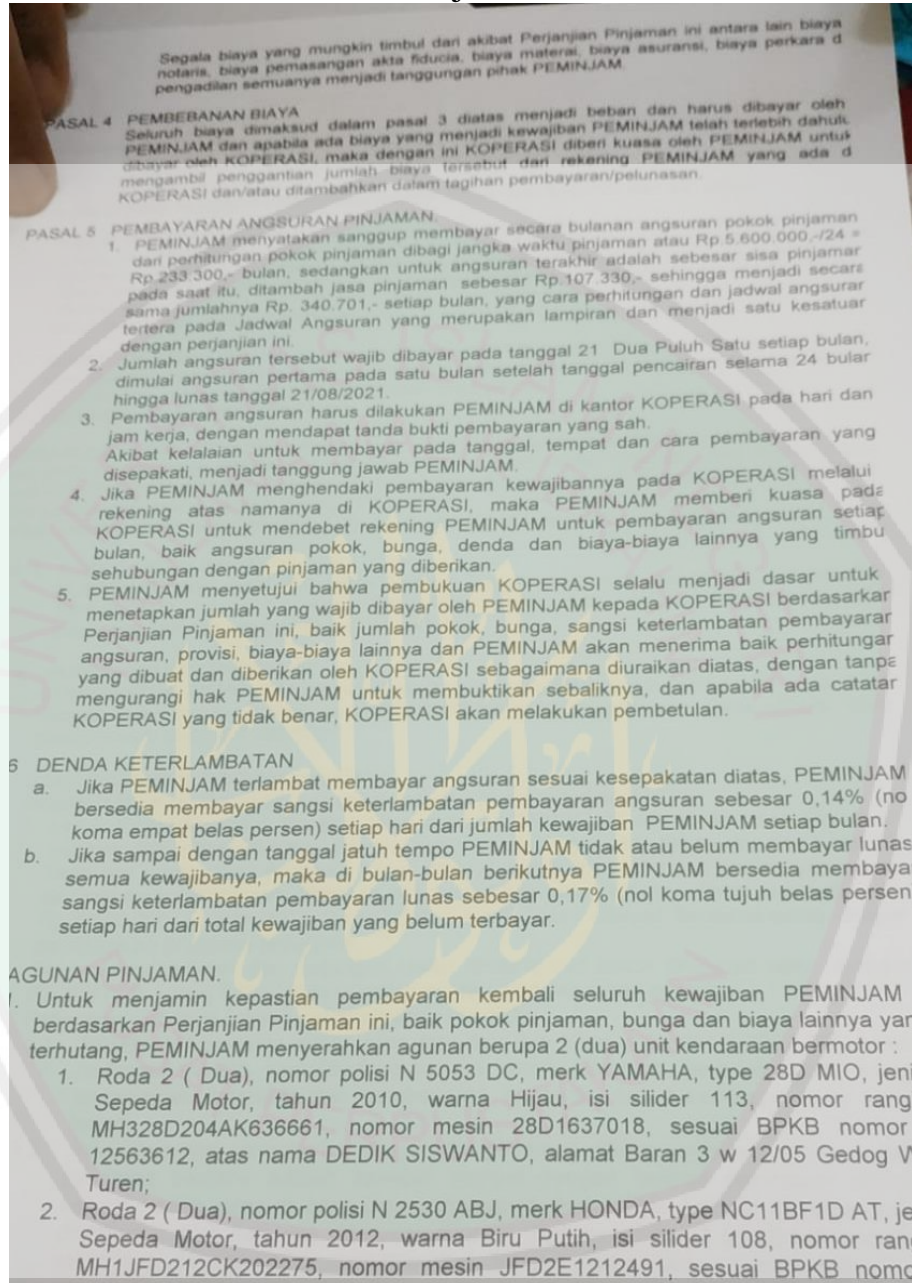 Segala biaya yang mungkin timbul dari akibat Perjanjian Pinjaman ini antara lain biaya
notaris, biaya pemasangan akta fiducia, biaya materai, biaya asuransi, biaya perkara d
pengadilan semuanya menjadi tanggungan pihak PEMINJAM.
PASAL 4 PEMBEBANAN BIAYA
Seluruh biaya dimaksud dalam pasal 3 diatas menjadi beban dan harus dibayar oleh
PEMINJAM dan apabila ada biaya yang menjadi kewajiban PEMINJAM telah terlebih dahulu
dibayar oleh KOPERASI, maka dengan ini KOPERASI diberi kuasa oleh PEMINJAM untuk
mengambil penggantian jumlah biaya tersebut dari rekening PEMINJAM yang ada d
KOPERASI dan/atau ditambahkan dalam tagihan pembayaran/pelunasan.
PASAL 5 PEMBAYARAN ANGSURAN PINJAMAN.
1. PEMINJAM menyatakan sanggup membayar secara bulanan angsuran pokok pinjaman
dari perhitungan pokok pinjaman dibagi jangka waktu pinjaman atau Rp.5.600.000,-/24 =
Rp.233.300,- bulan, sedangkan untuk angsuran terakhir adalah sebesar sisa pinjamar
pada saat itu, ditambah jasa pinjaman sebesar Rp.107.330,- sehingga menjadi secara
sama jumlahnya Rp. 340.701,- setiap bulan, yang cara perhitungan dan jadwal angsurar
tertera pada Jadwal Angsuran yang merupakan lampiran dan menjadi satu kesatuar
dengan perjanjian ini.
2. Jumlah angsuran tersebut wajib dibayar pada tanggal 21 Dua Puluh Satu setiap bulan,
dimulai angsuran pertama pada satu bulan setelah tanggal pencairan selama 24 bular
hingga lunas tanggal 21/08/2021.
3. Pembayaran angsuran harus dilakukan PEMINJAM di kantor KOPERASI pada hari dan
jam kerja, dengan mendapat tanda bukti pembayaran yang sah.
Akibat kelalaian untuk membayar pada tanggal, tempat dan cara pembayaran yang
disepakati, menjadi tanggung jawab PEMINJAM.
4. Jika PEMINJAM menghendaki pembayaran kewajibannya pada KOPERASI melalui
rekening atas namanya di KOPERASI, maka PEMINJAM memberi kuasa pada
KOPERASI untuk mendebet rekening PEMINJAM untuk pembayaran angsuran setiap
bulan, baik angsuran pokok, bunga, denda dan biaya-biaya lainnya yang timbu
sehubungan dengan pinjaman yang diberikan.
5. PEMINJAM menyetujui bahwa pembukuan KOPERASI selalu menjadi dasar untuk
menetapkan jumlah yang wajib dibayar oleh PEMINJAM kepada KOPERASI berdasarkar
Perjanjian Pinjaman ini, baik jumlah pokok, bunga, sangsi keterlambatan pembayarar
angsuran, provisi, biaya-biaya lainnya dan PEMINJAM akan menerima baik perhitungar
yang dibuat dan diberikan oleh KOPERASI sebagaimana diuraikan diatas, dengan tanpa
mengurangi hak PEMINJAM untuk membuktikan sebaliknya, dan apabila ada catatar
KOPERASI yang tidak benar, KOPERASI akan melakukan pembetulan.
6 DENDA KETERLAMBATAN
a. Jika PEMINJAM terlambat membayar angsuran sesuai kesepakatan diatas, PEMINJAM
bersedia membayar sangsi keterlambatan pembayaran angsuran sebesar 0,14% (no
koma empat belas persen) setiap hari dari jumlah kewajiban PEMINJAM setiap bulan.
b. Jika sampai dengan tanggal jatuh tempo PEMINJAM tidak atau belum membayar lunas
semua kewajibanya, maka di bulan-bulan berikutnya PEMINJAM bersedia membaya
sangsi keterlambatan pembayaran lunas sebesar 0,17% (nol koma tujuh belas persen
setiap hari dari total kewajiban yang belum terbayar.
AGUNAN PINJAMAN.
1. Untuk menjamin kepastian pembayaran kembali seluruh kewajiban PEMINJAM
berdasarkan Perjanjian Pinjaman ini, baik pokok pinjaman, bunga dan biaya lainnya yan
terhutang, PEMINJAM menyerahkan agunan berupa 2 (dua) unit kendaraan bermotor :
1. Roda 2 ( Dua), nomor polisi N 5053 DC, merk YAMAHA, type 28D MIO, jeni
Sepeda Motor, tahun 2010, warna Hijau, isi silider 113, nomor rang
MH328D204AK636661, nomor mesin 28D1637018, sesuai BPKB nomor
12563612, atas nama DEDIK SISWANTO, alamat Baran 3 w 12/05 Gedog W
Turen;
2. Roda 2 ( Dua), nomor polisi N 2530 ABJ, merk HONDA, type NC11BF1D AT, je
Sepeda Motor, tahun 2012, warna Biru Putih, isi silider 108, nomor ran
MH1JFD212CK202275, nomor mesin JFD2E1212491, sesuai BPKB nomo